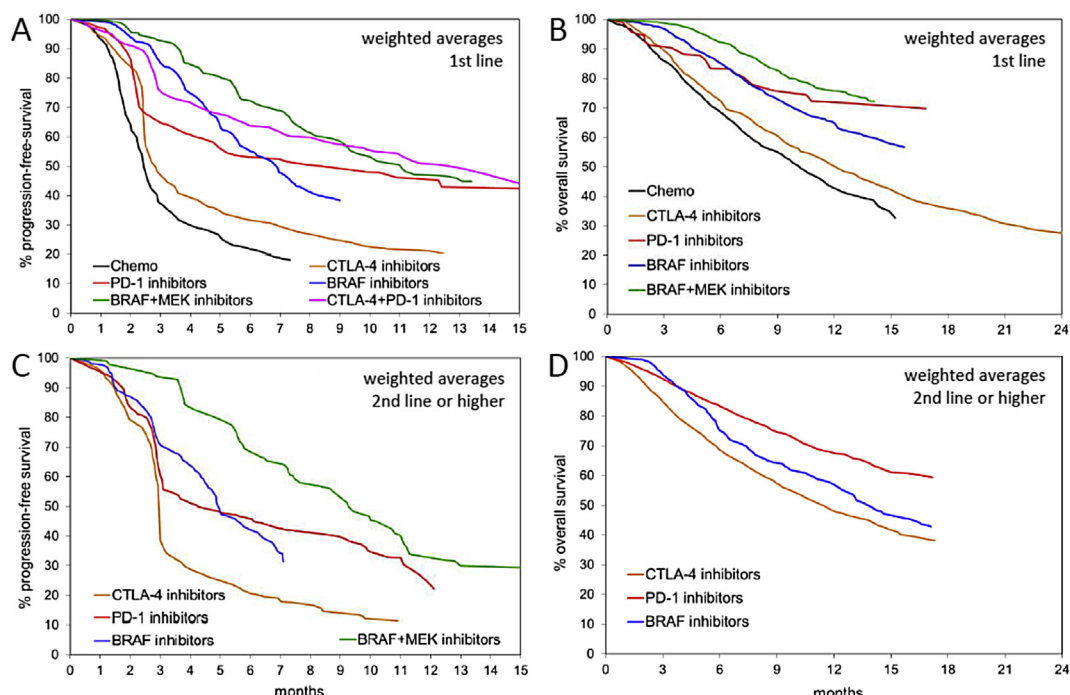 A
weighted averages
1st line
% progression-free-survival
100
90
80
70
60
50
40
30
20
10
0
Chemo
CTLA-4 inhibitors
PD-1 inhibitors
BRAF inhibitors
BRAF+MEK inhibitors
CTLA-4+PD-1 inhibitors
0 1 2 3 4 5 6 7 8 9 10 11 12 13 14 15
B
weighted averages
1st line
% overall survival
100
90
80
70
60
50
40
30
20
10
0
Chemo
CTLA-4 inhibitors
PD-1 inhibitors
BRAF inhibitors
BRAF+MEK inhibitors
0 3 6 9 12 15 18 21 24
C
weighted averages
2nd line or higher
% progression-free survival
100
90
80
70
60
50
40
30
20
10
0
CTLA-4 inhibitors
PD-1 inhibitors
BRAF inhibitors
BRAF+MEK inhibitors
0 1 2 3 4 5 6 7 8 9 10 11 12 13 14 15
months
D
weighted averages
2nd line or higher
% overall survival
100
90
80
70
60
50
40
30
20
10
0
CTLA-4 inhibitors
PD-1 inhibitors
BRAF inhibitors
0 3 6 9 12 15 18 21 24
months